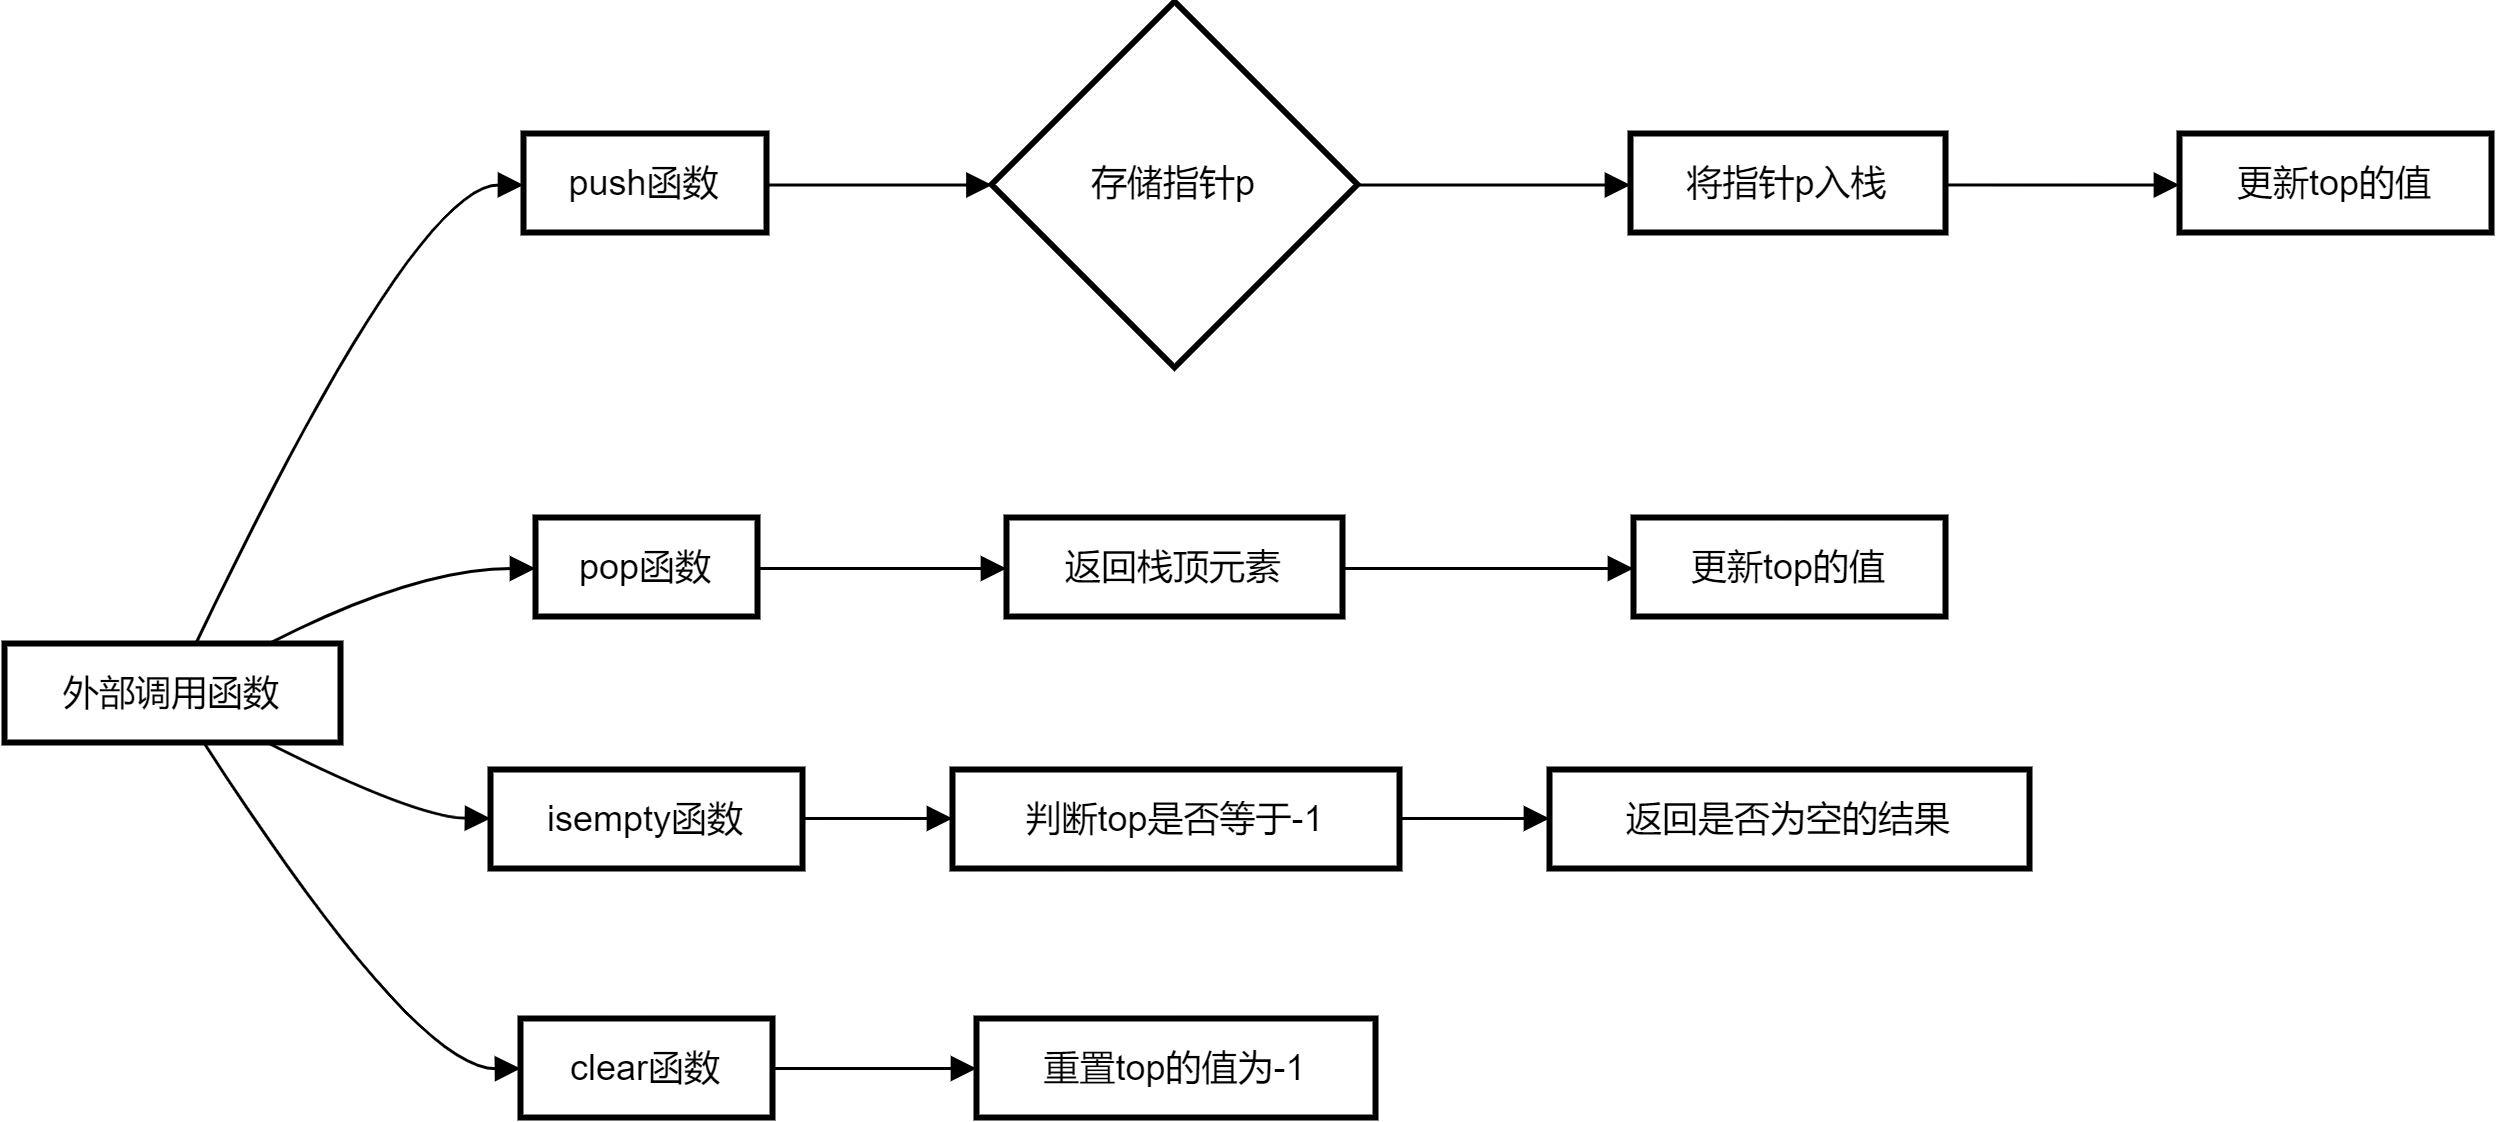 push函数
存储指针p
将指针p入栈
更新top的值
pop函数
返回栈顶元素
更新top的值
外部调用函数
isempty函数
判断top是否等于-1
返回是否为空的结果
clear函数
重置top的值为-1